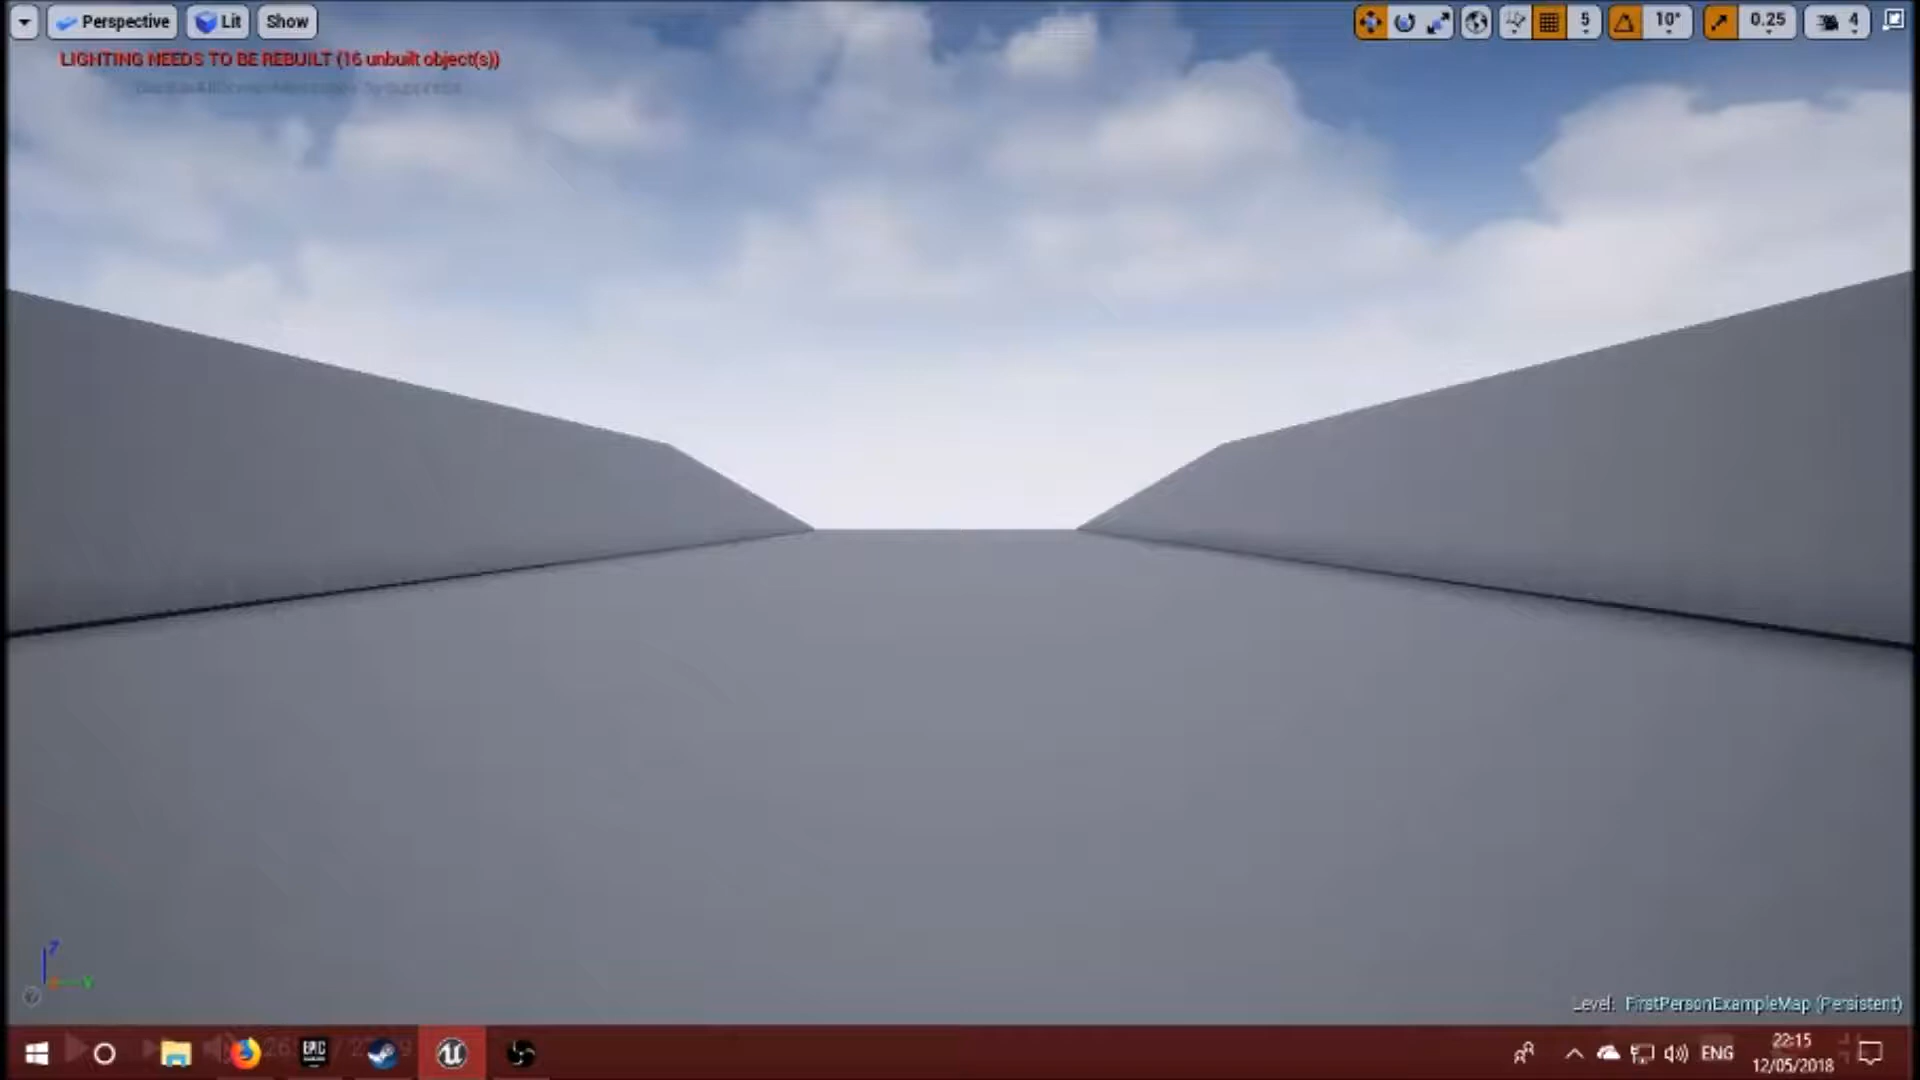 Perspective Lit Show 5 10° 0.25 4
LIGHTING NEEDS TO BE REBUILT (16 unbuilt object(s))
Z
Y
Level: FirstPersonExampleMap (Persistent)
EPIC
ENG
22:15
12/05/2018